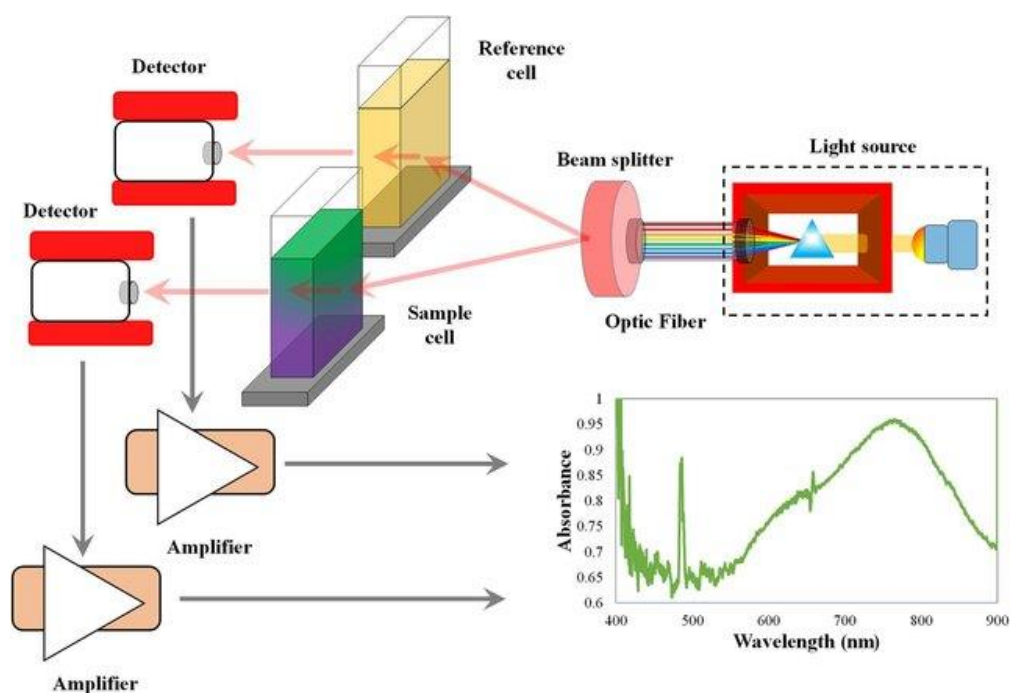 Reference
cell
Detector
Beam splitter
Light source
Detector
Optic Fiber
Sample
cell
Amplifier
Amplifier
Absorbance
1
0.95
0.9
0.85
0.8
0.75
0.7
0.65
0.6
400 500 600 700 800 900
Wavelength (nm)